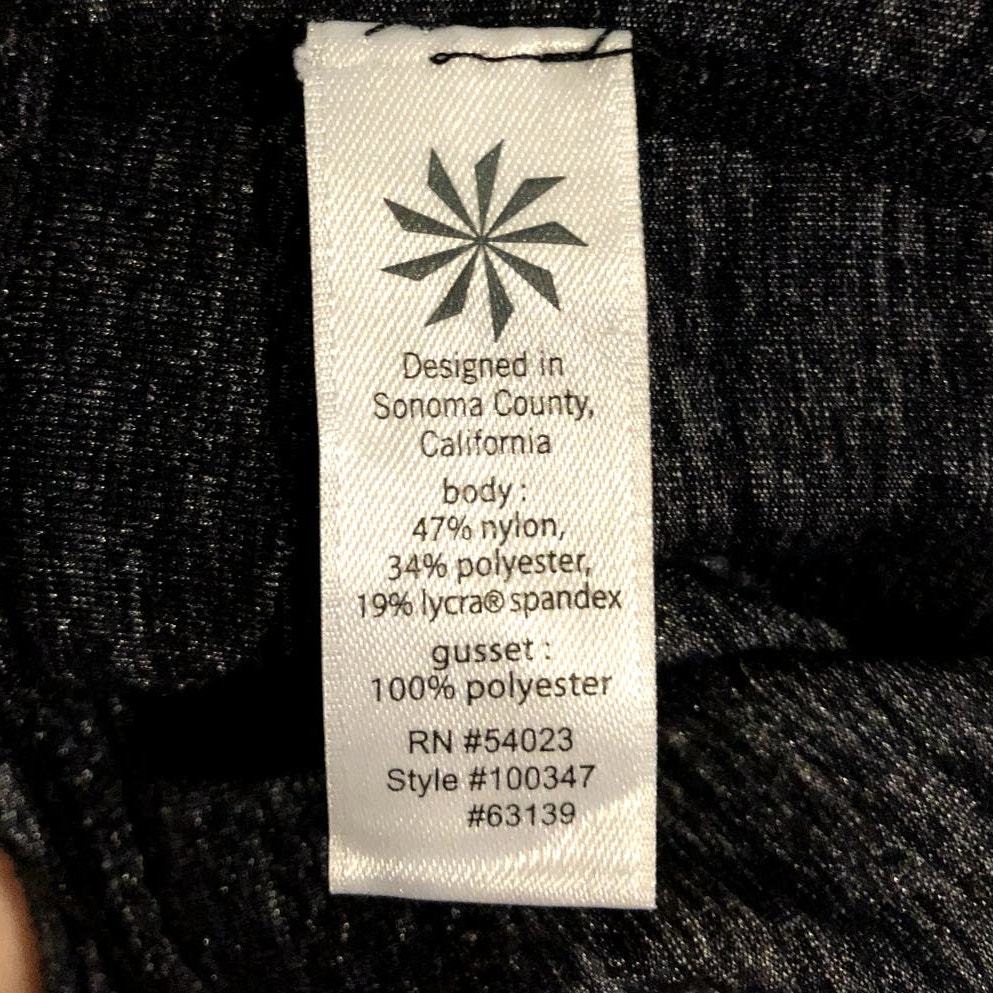 Designed in
Sonoma County,
California
body :
47% nylon,
34% polyester,
19% lycra® spandex
gusset :
100% polyester
RN #54023
Style #100347
#63139